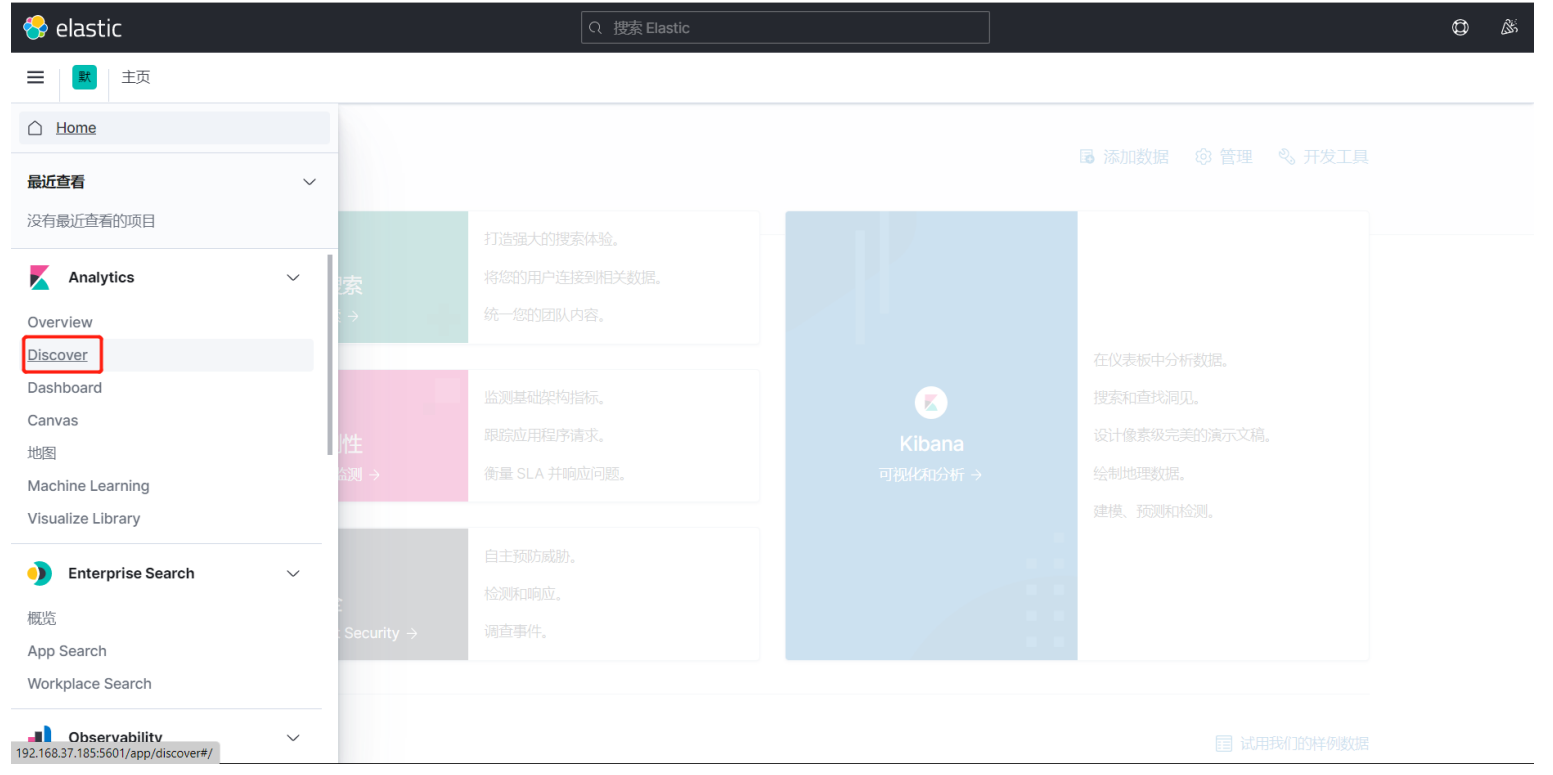 elastic
搜索 Elastic
默
主页
Home
最近查看
没有最近查看的项目
Analytics
Overview
Discover
Dashboard
Canvas
地图
Machine Learning
Visualize Library
Enterprise Search
概览
App Search
Workplace Search
Observability
192.168.37.185:5601/app/discover#/
添加数据
管理
开发工具
搜索
打造强大的搜索体验。
将您的用户连接到相关数据。
统一您的团队内容。
监测基础架构指标。
跟踪应用程序请求。
衡量 SLA 并响应问题。
Security →
自主预防威胁。
检测和响应。
调查事件。
Kibana
可视化和分析 →
在仪表板中分析数据。
搜索和查找洞见。
设计像素级完美的演示文稿。
绘制地理数据。
建模、预测和检测。
试用我们的样例数据